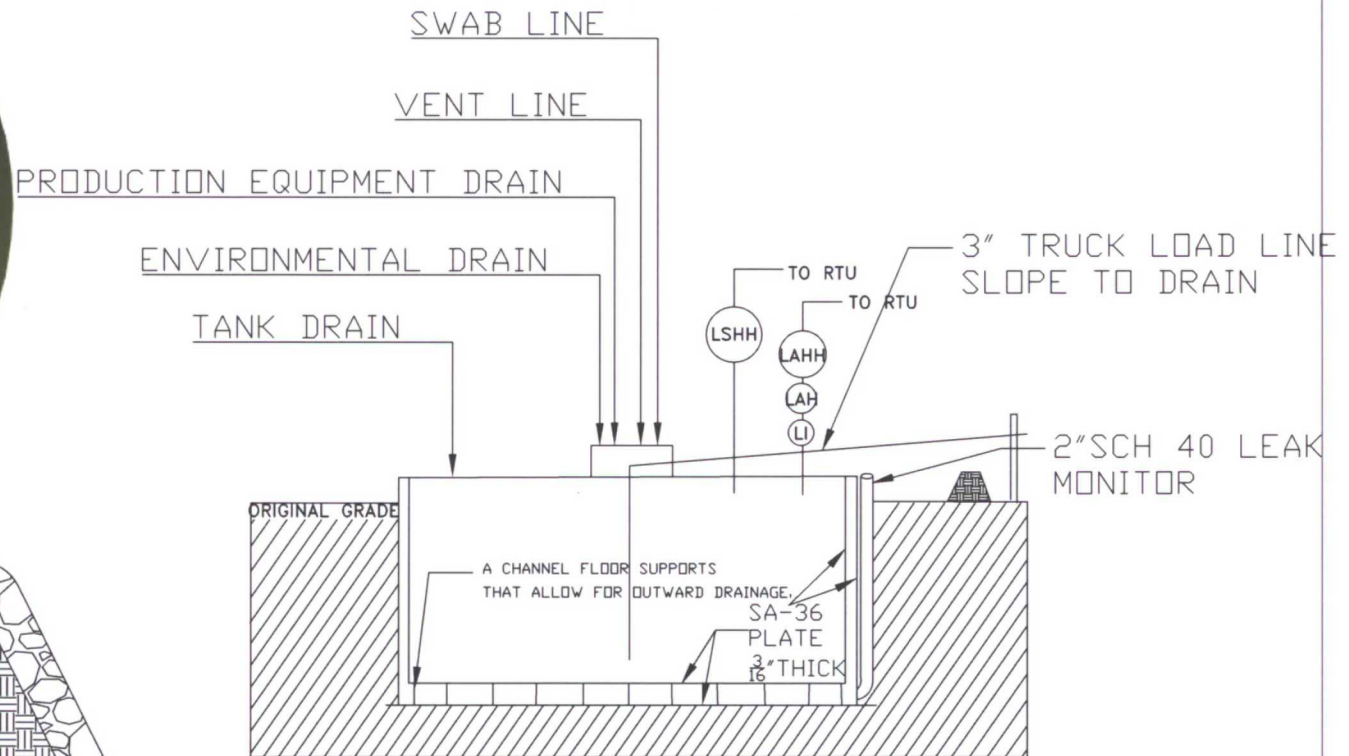 SWAB LINE
VENT LINE
PRODUCTION EQUIPMENT DRAIN
ENVIRONMENTAL DRAIN
TANK DRAIN
3" TRUCK LOAD LINE
SLOPE TO DRAIN
TO RTU
TO RTU
LSHH
LAHH
LAH
LI
2"SCH 40 LEAK
MONITOR
ORIGINAL GRADE
A CHANNEL FLOOR SUPPORTS
THAT ALLOW FOR OUTWARD DRAINAGE.
SA-36
PLATE
3/16"THICK